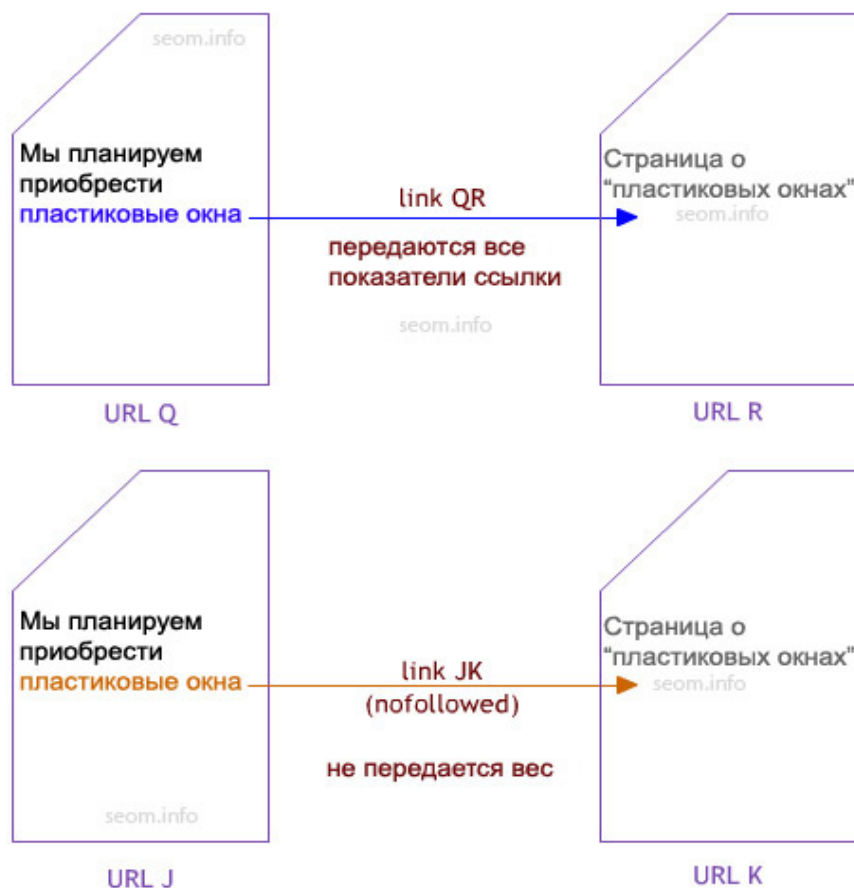 seom.info
Мы планируем
приобрести
пластиковые окна
link QR
передаются все
показатели ссылки
seom.info
Страница о
“пластиковых окнах”
seom.info
URL Q
URL R
Мы планируем
приобрести
пластиковые окна
link JK
(nofollowed)
не передается вес
Страница о
“пластиковых окнах”
seom.info
seom.info
URL J
URL K